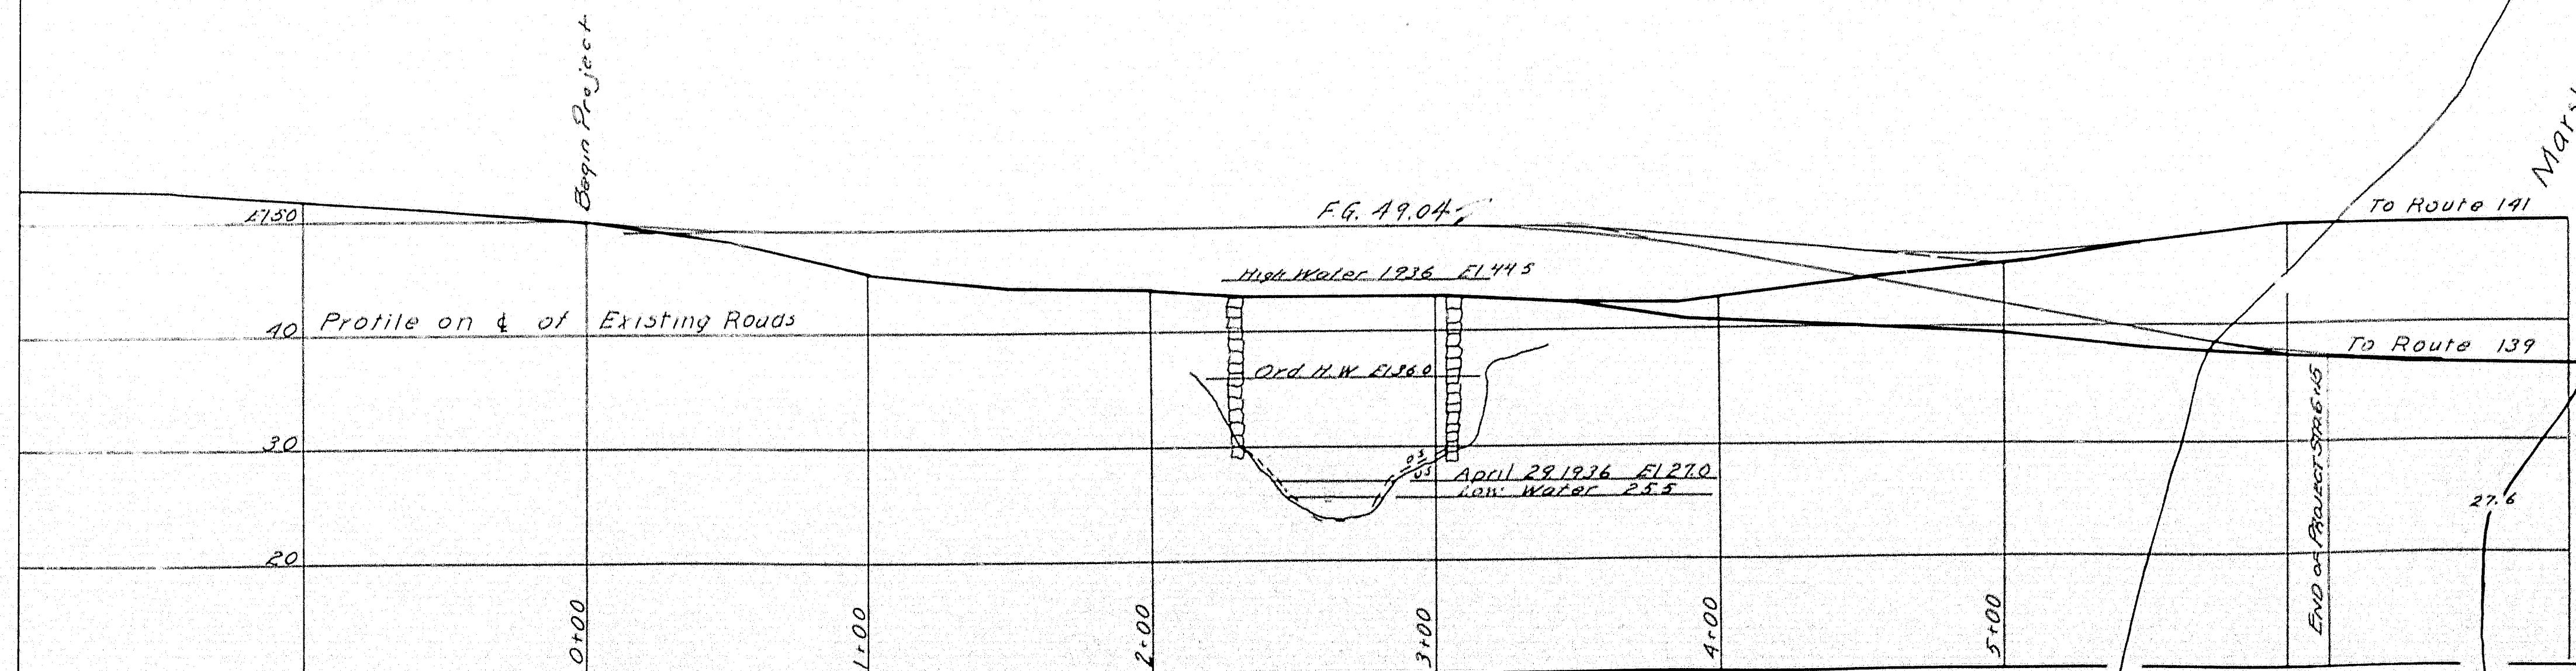 Begin Project
El 50
F.G. 49.04
To Route 141
High Water 1936 El 44.5
Profile on ℄ of Existing Roads
40
To Route 139
Ord H.W El 36.0
30
D.S
U.S
April 29, 1936 El 27.0
Low Water 25.5
27.6
20
END OF PROJECT STA 6+15
0+00
1+00
2+00
3+00
4+00
5+00